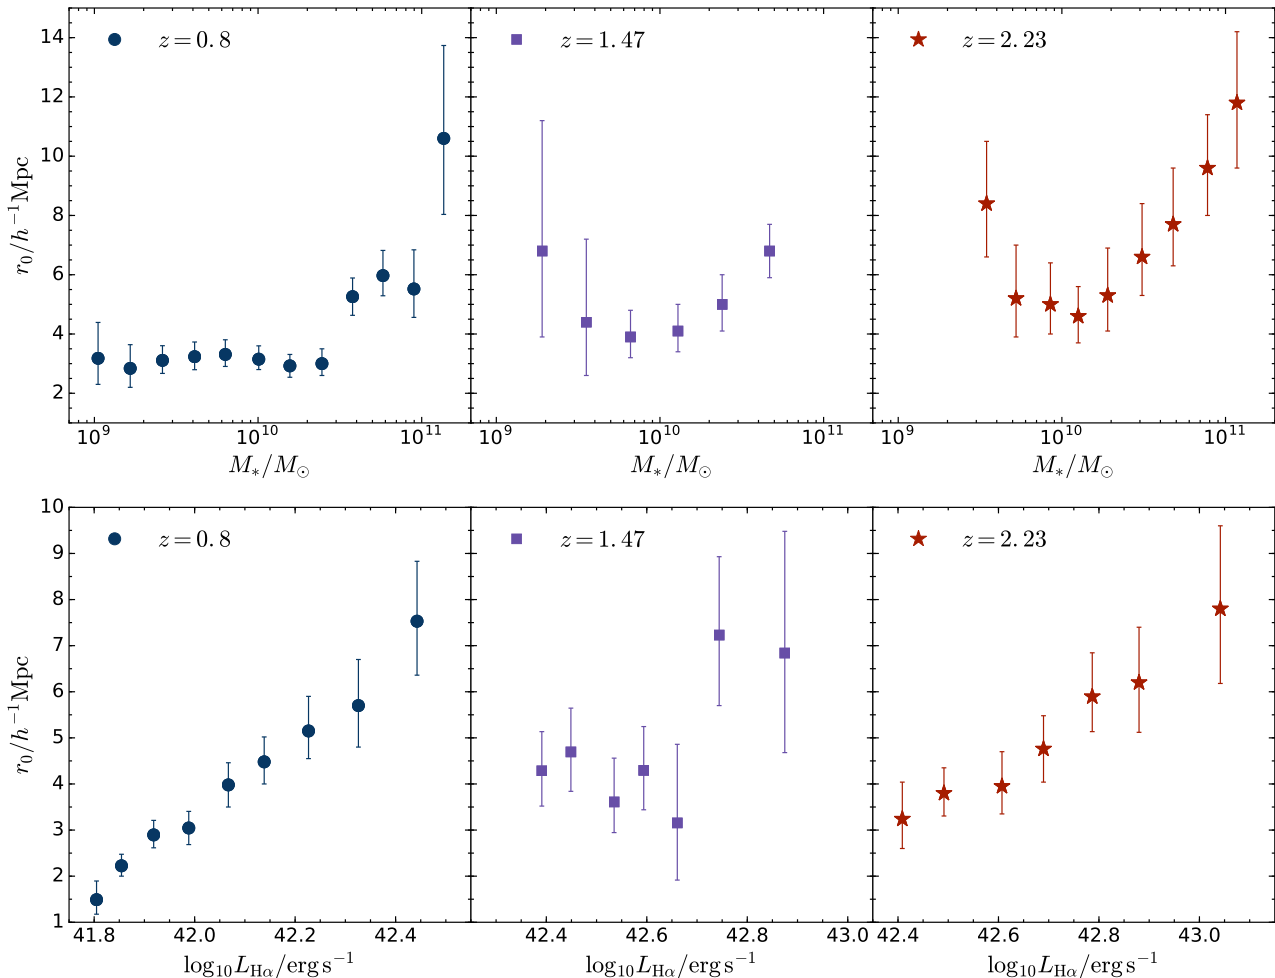 z = 0.8
z = 1.47
z = 2.23
14
12
10
8
6
4
2
r₀/h⁻¹Mpc
10⁹ 10¹⁰ 10¹¹ 10⁹ 10¹⁰ 10¹¹ 10⁹ 10¹⁰ 10¹¹
M*/M⊙ M*/M⊙ M*/M⊙
z = 0.8
z = 1.47
z = 2.23
10
9
8
7
6
5
4
3
2
1
r₀/h⁻¹Mpc
41.8 42.0 42.2 42.4 42.4 42.6 42.8 43.0 42.4 42.6 42.8 43.0
log₁₀L_Hα/erg s⁻¹ log₁₀L_Hα/erg s⁻¹ log₁₀L_Hα/erg s⁻¹